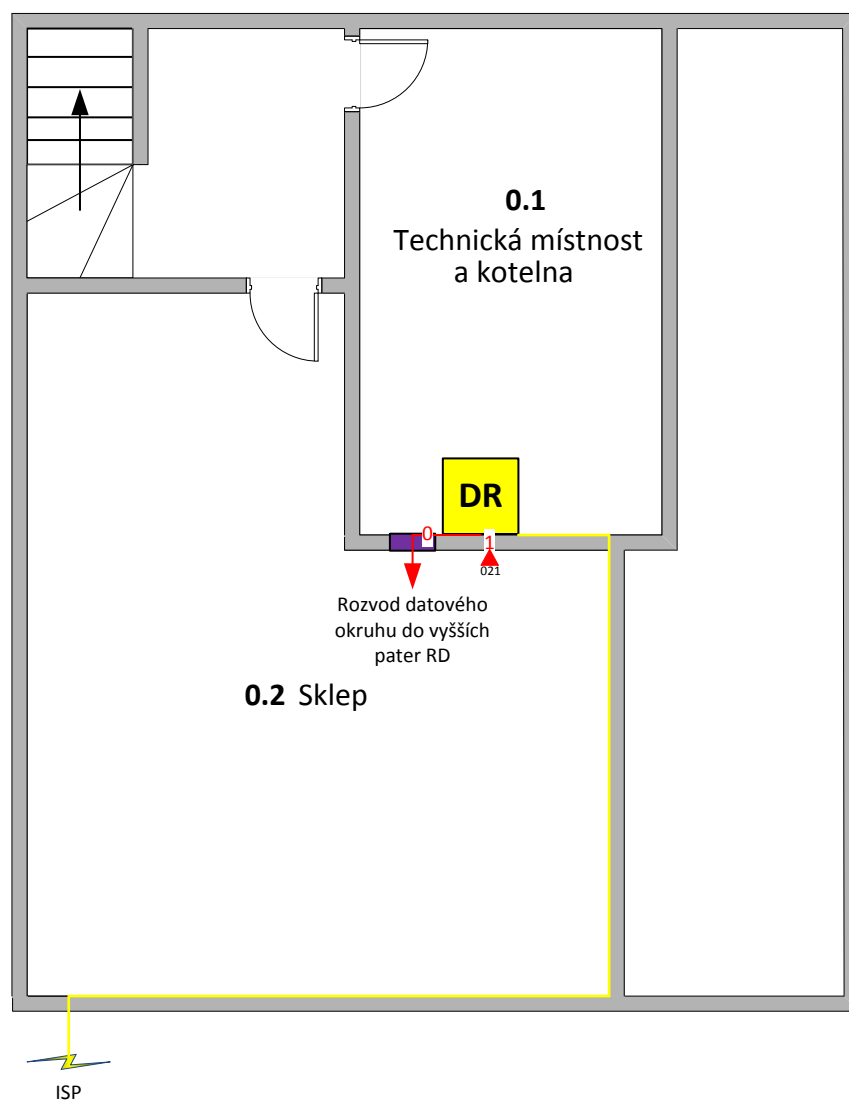 0.1
Technická místnost
a kotelna
DR
0
1
021
Rozvod datového
okruhu do vyšších
pater RD
0.2 Sklep
ISP